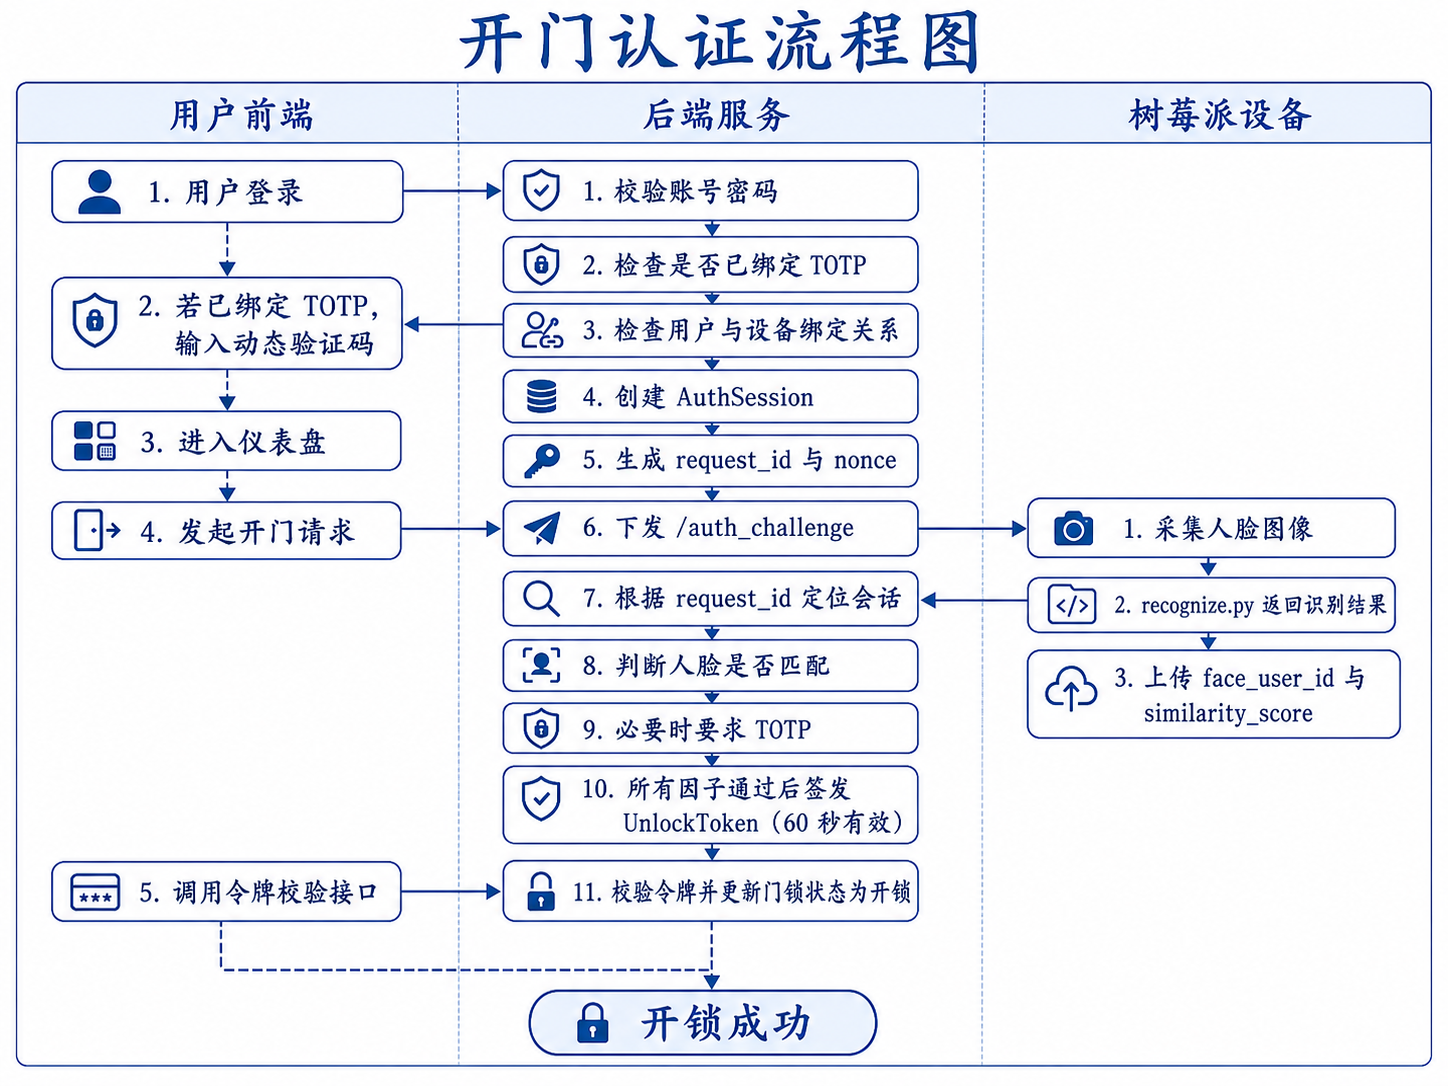 开门认证流程图
用户前端
后端服务
树莓派设备
1. 用户登录
2. 若已绑定 TOTP,
输入动态验证码
3. 进入仪表盘
4. 发起开门请求
5. 调用令牌校验接口
1. 校验账号密码
2. 检查是否已绑定 TOTP
3. 检查用户与设备绑定关系
4. 创建 AuthSession
5. 生成 request_id 与 nonce
6. 下发 /auth_challenge
7. 根据 request_id 定位会话
8. 判断人脸是否匹配
9. 必要时要求 TOTP
10. 所有因子通过后签发
UnlockToken（60 秒有效）
11. 校验令牌并更新门锁状态为开锁
1. 采集人脸图像
2. recognize.py 返回识别结果
3. 上传 face_user_id 与
similarity_score
开锁成功